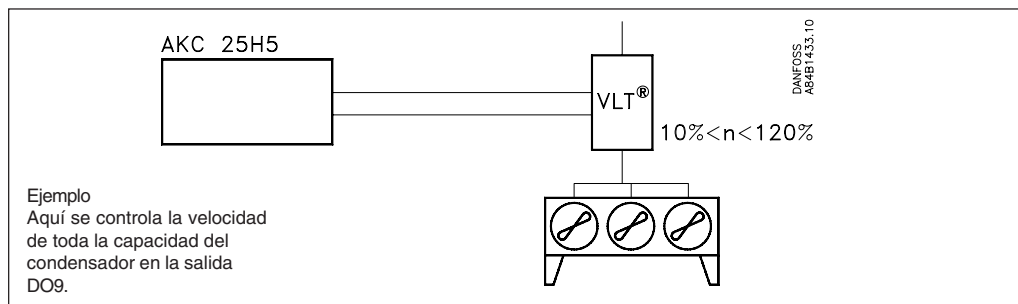 AKC 25H5
VLT®
10%<n<120%
DANFOSS
A84B1433.10
Ejemplo
Aquí se controla la velocidad
de toda la capacidad del
condensador en la salida
DO9.